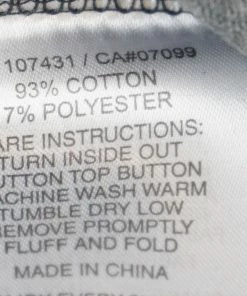 107431 / CA#07099
93% COTTON
7% POLYESTER
ARE INSTRUCTIONS:
TURN INSIDE OUT
UTTON TOP BUTTON
ACHINE WASH WARM
TUMBLE DRY LOW
REMOVE PROMPTLY
FLUFF AND FOLD
MADE IN CHINA